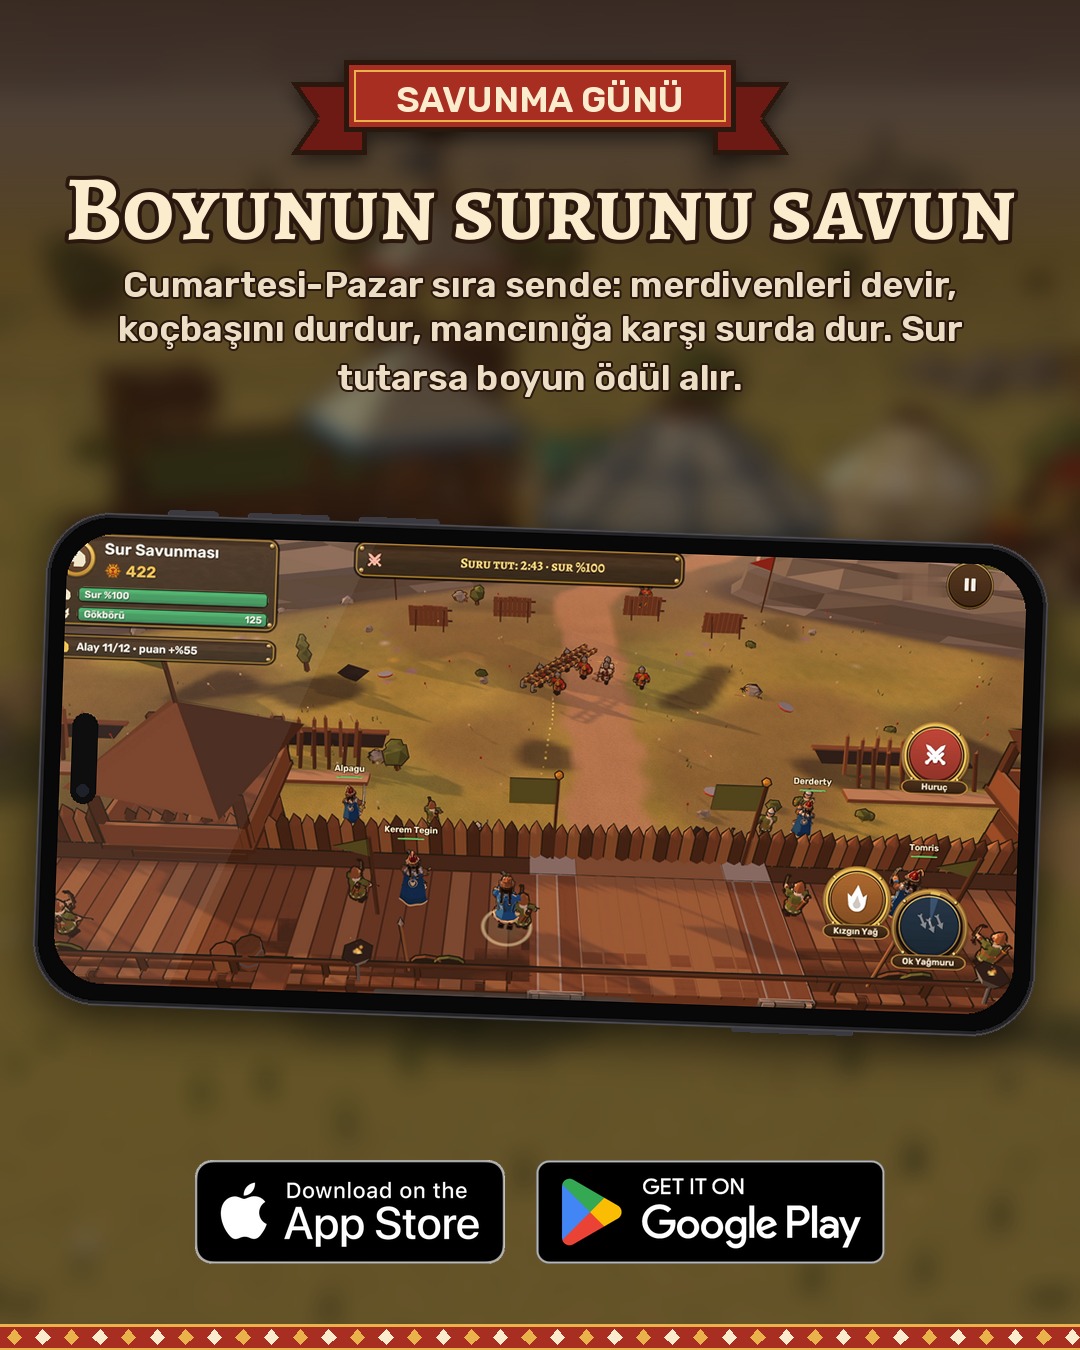 SAVUNMA GÜNÜ
BOYUNUN SURUNU SAVUN
Cumartesi-Pazar sıra sende: merdivenleri devir,
koçbaşını durdur, mancınığa karşı surda dur. Sur
tutarsa boyun ödül alır.
Sur Savunması
422
Sur %100
Gökbörü 125
Alay 11/12 · puan +%55
SURU TUT: 2:43 · SUR %100
Huruç
Alpagu
Derderty
Kerem Tegin
Tomris
Kızgın Yağ
Ok Yağmuru
Download on the
App Store
GET IT ON
Google Play